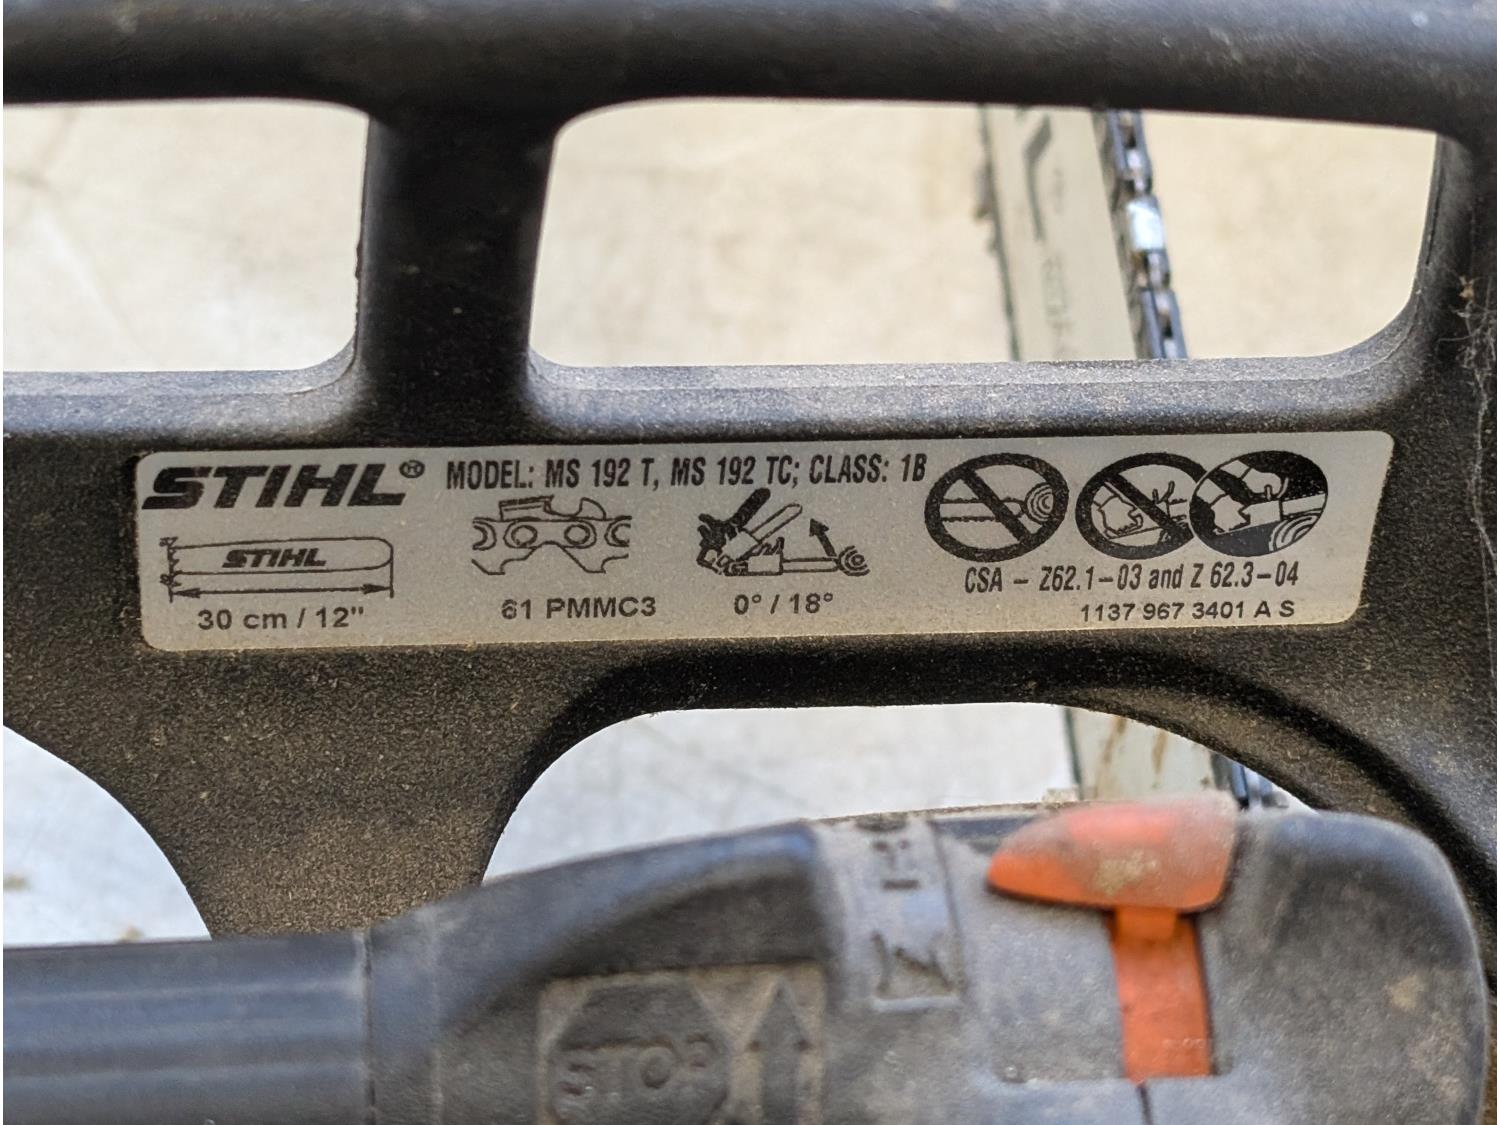 STIHL® MODEL: MS 192 T, MS 192 TC; CLASS: 1B
STIHL
30 cm / 12"
61 PMMC3
0° / 18°
CSA - Z62.1-03 and Z 62.3-04
1137 967 3401 A S
STOP